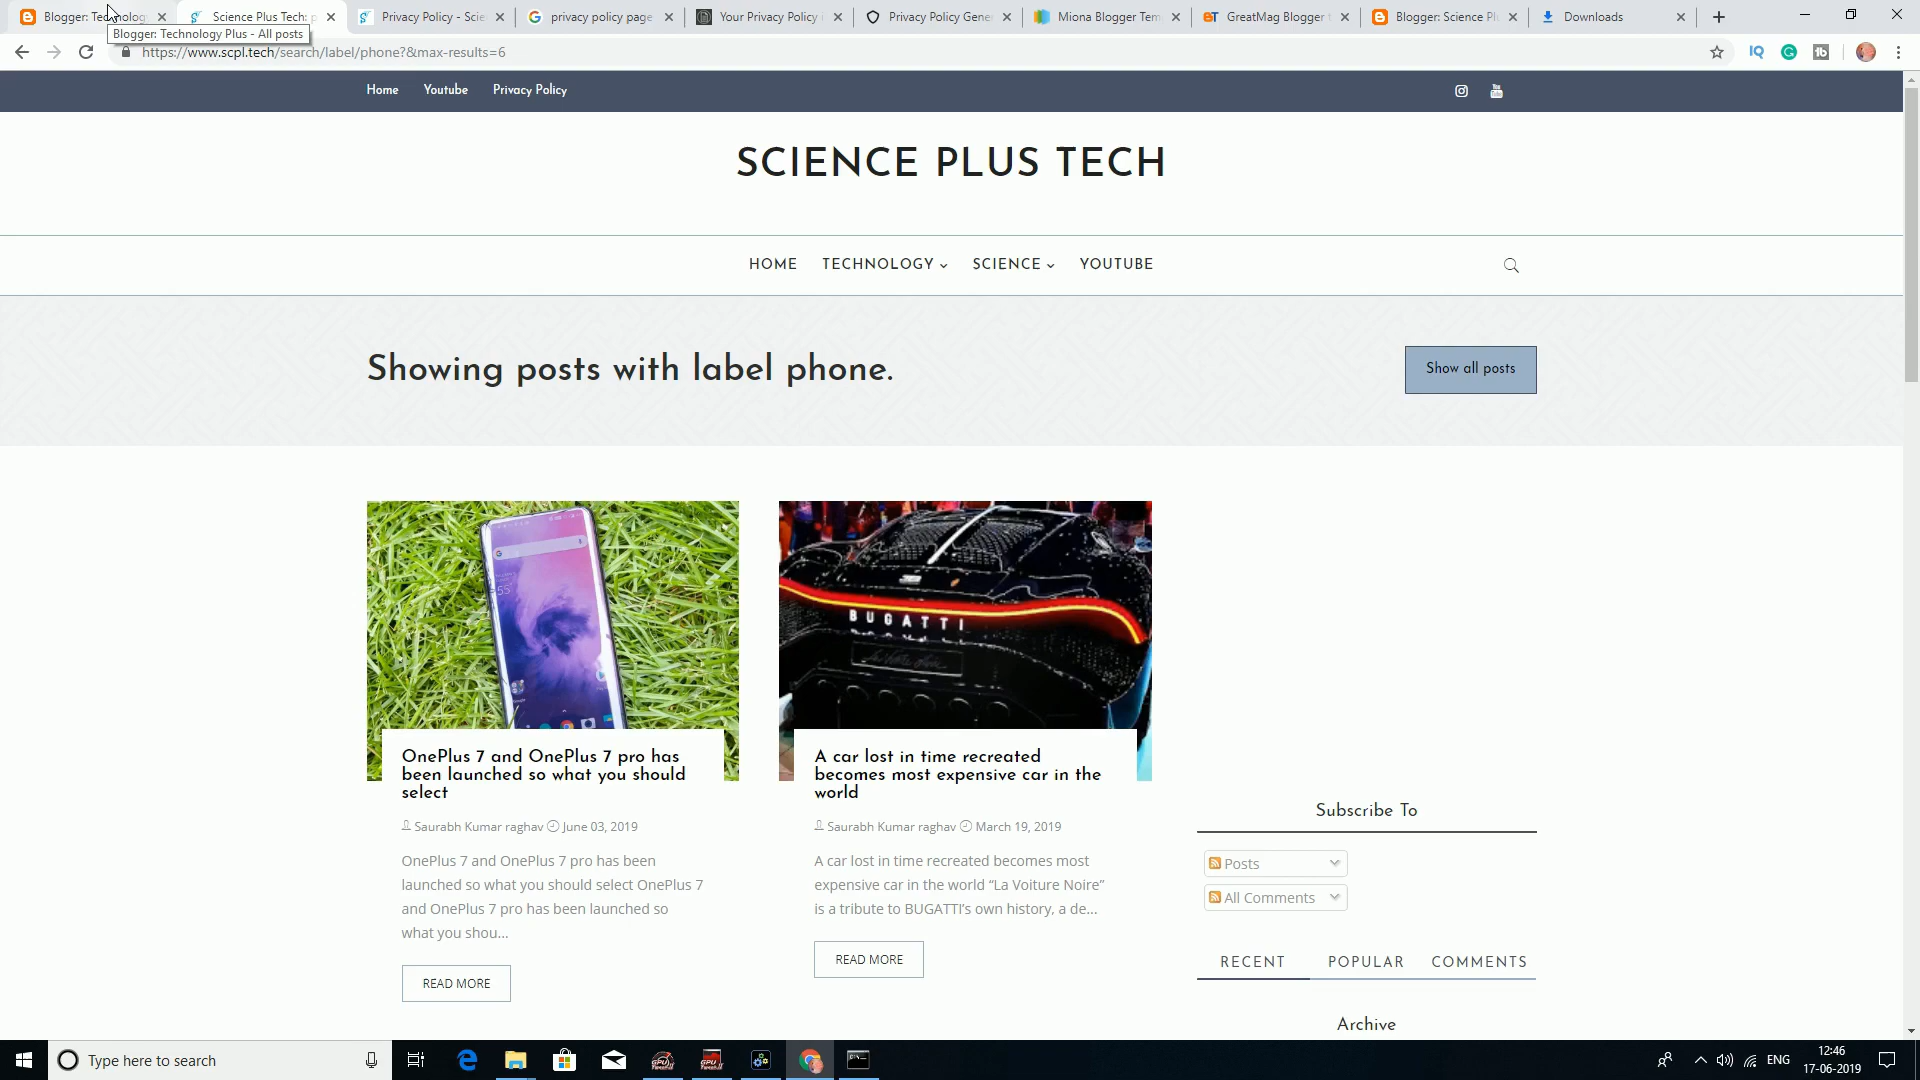 Blogger: Technolog
Science Plus Tech: p
Privacy Policy - Scie
privacy policy page
Your Privacy Policy i
Privacy Policy Gener
Miona Blogger Tem
GreatMag Blogger t
Blogger: Science Pl
Downloads
Blogger: Technology Plus - All posts
https://www.scpl.tech/search/label/phone?&max-results=6
IQ
tb
Home
Youtube
Privacy Policy
SCIENCE PLUS TECH
HOME
TECHNOLOGY
SCIENCE
YOUTUBE
Showing posts with label phone.
Show all posts
BUGATTI
OnePlus 7 and OnePlus 7 pro has
been launched so what you should
select
Saurabh Kumar raghav June 03, 2019
OnePlus 7 and OnePlus 7 pro has been
launched so what you should select OnePlus 7
and OnePlus 7 pro has been launched so
what you shou...
READ MORE
A car lost in time recreated
becomes most expensive car in the
world
Saurabh Kumar raghav March 19, 2019
A car lost in time recreated becomes most
expensive car in the world “La Voiture Noire”
is a tribute to BUGATTI’s own history, a de...
READ MORE
Subscribe To
Posts
All Comments
RECENT
POPULAR
COMMENTS
Archive
Type here to search
ENG
12:46
17-06-2019